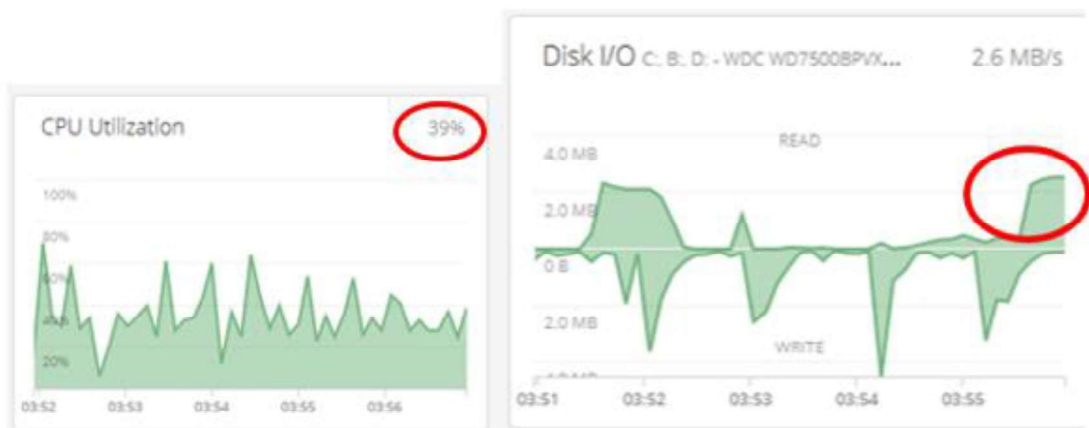 CPU Utilization 39%
100%
80%
60%
40%
20%
03:52 03:53 03:54 03:55 03:56
Disk I/O C:, B:, D: - WDC WD7500BPVX... 2.6 MB/s
READ
4.0 MB
2.0 MB
0 B
2.0 MB
WRITE
03:51 03:52 03:53 03:54 03:55